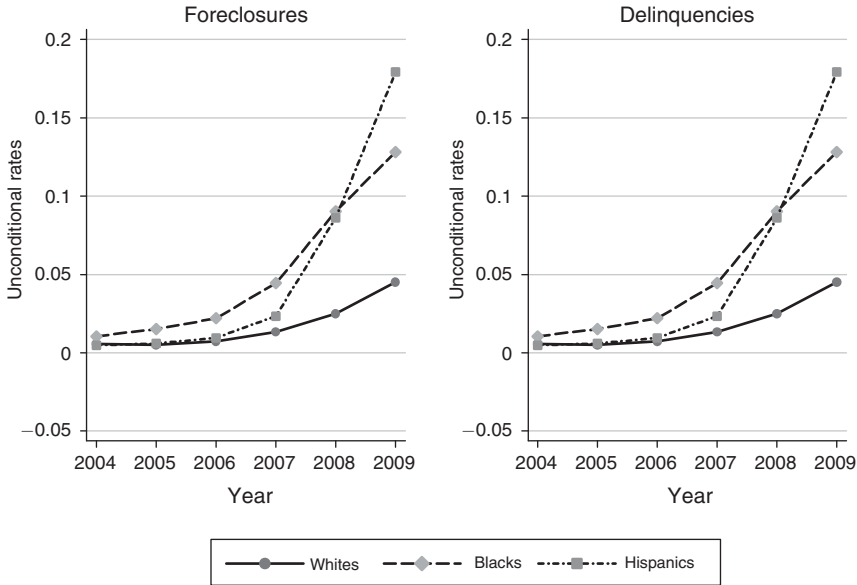 Foreclosures
Unconditional rates
0.2
0.15
0.1
0.05
0
−0.05
2004 2005 2006 2007 2008 2009
Year
Delinquencies
Unconditional rates
0.2
0.15
0.1
0.05
0
−0.05
2004 2005 2006 2007 2008 2009
Year
Whites Blacks Hispanics